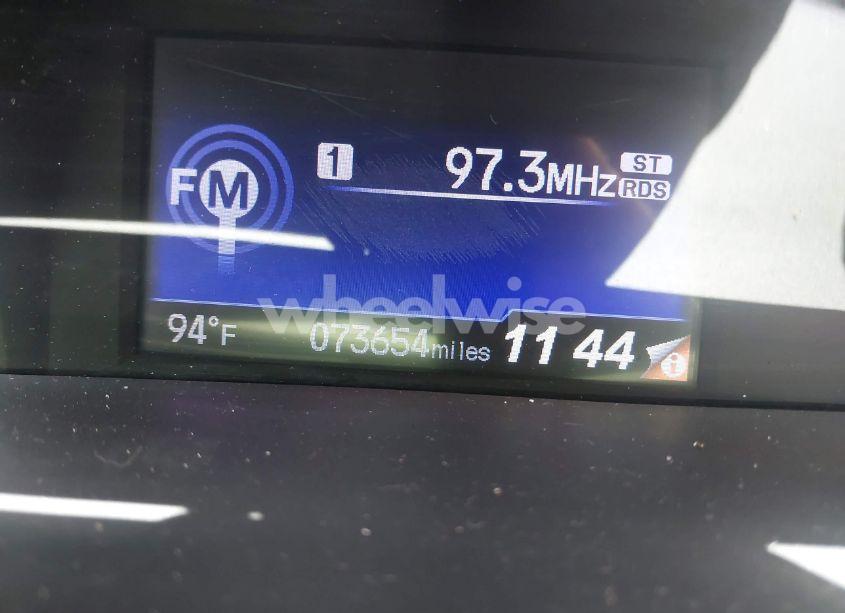 FM 1 97.3MHz ST
RDS
wheelwise
94°F 073654miles 11 44 i